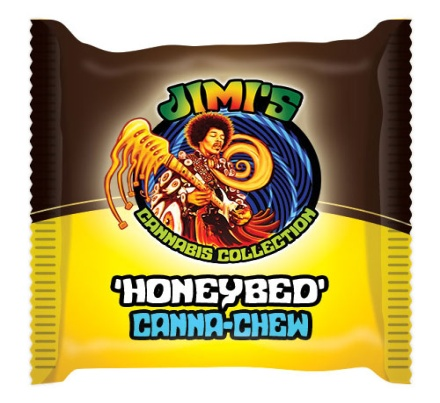 JIMI'S
CANNABIS COLLECTION
'HONEYBED'
CANNA-CHEW